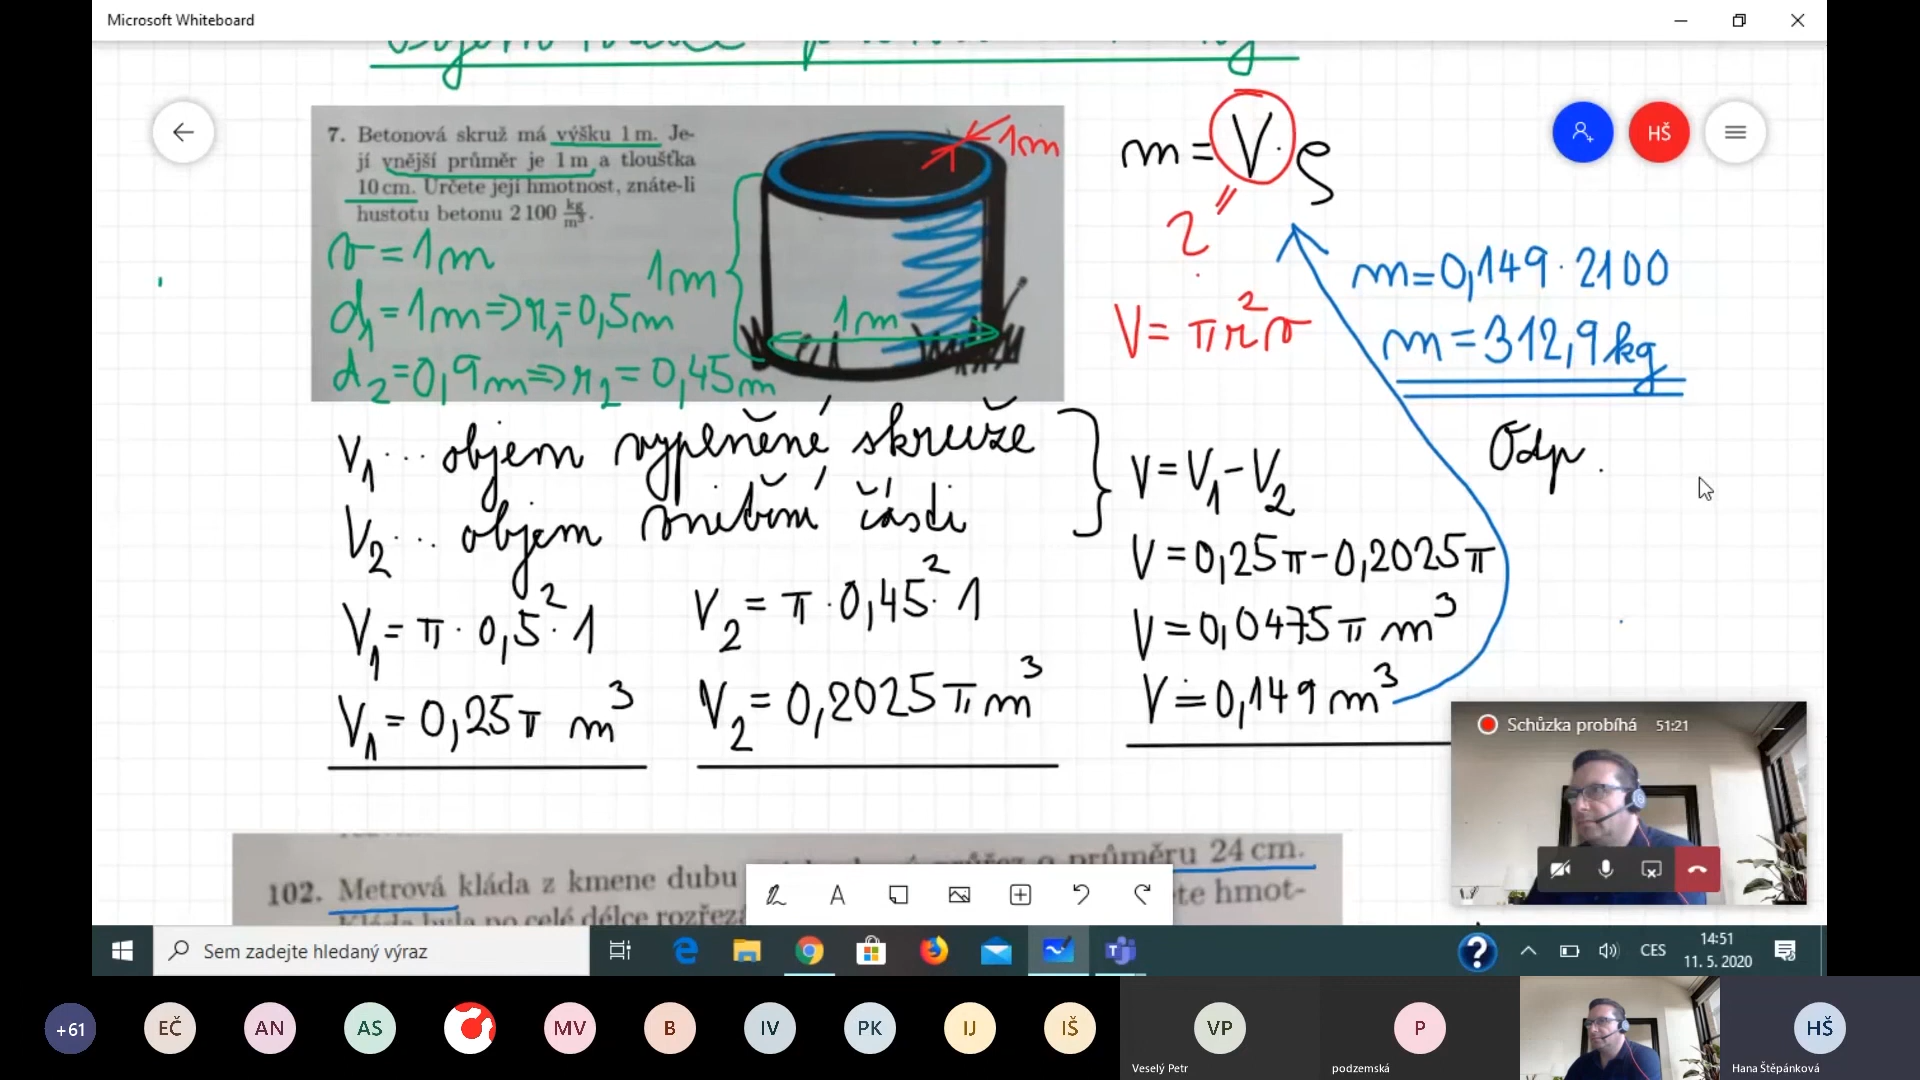 Microsoft Whiteboard
7. Betonová skruž má výšku 1 m. Je-
jí vnější průměr je 1 m a tloušťka
10 cm. Určete její hmotnost, znáte-li
hustotu betonu 2 100 kg/m³.
v = 1m
d₁ = 1m ⇒ r₁ = 0,5m
d₂ = 0,9m ⇒ r₂ = 0,45m
1m
1m
1m
m = V · ρ
?
V = πr²v
m = 0,149 · 2100
m = 312,9 kg
Odp.
HŠ
V₁ ... objem vyplněné skruže
V₂ ... objem vnitřní části
V₁ = π · 0,5² · 1
V₁ = 0,25π m³
V₂ = π · 0,45² · 1
V₂ = 0,2025π m³
V = V₁ - V₂
V = 0,25π - 0,2025π
V = 0,0475π m³
V ≐ 0,149 m³
Schůzka probíhá 51:21
102. Metrová kláda z kmene dubu
průměru 24 cm.
hmot-
po celé délce
A
Sem zadejte hledaný výraz
CES
14:51
11. 5. 2020
+61 EČ AN AS MV B IV PK IJ IŠ VP P HŠ
Veselý Petr podzemská Hana Štěpánková